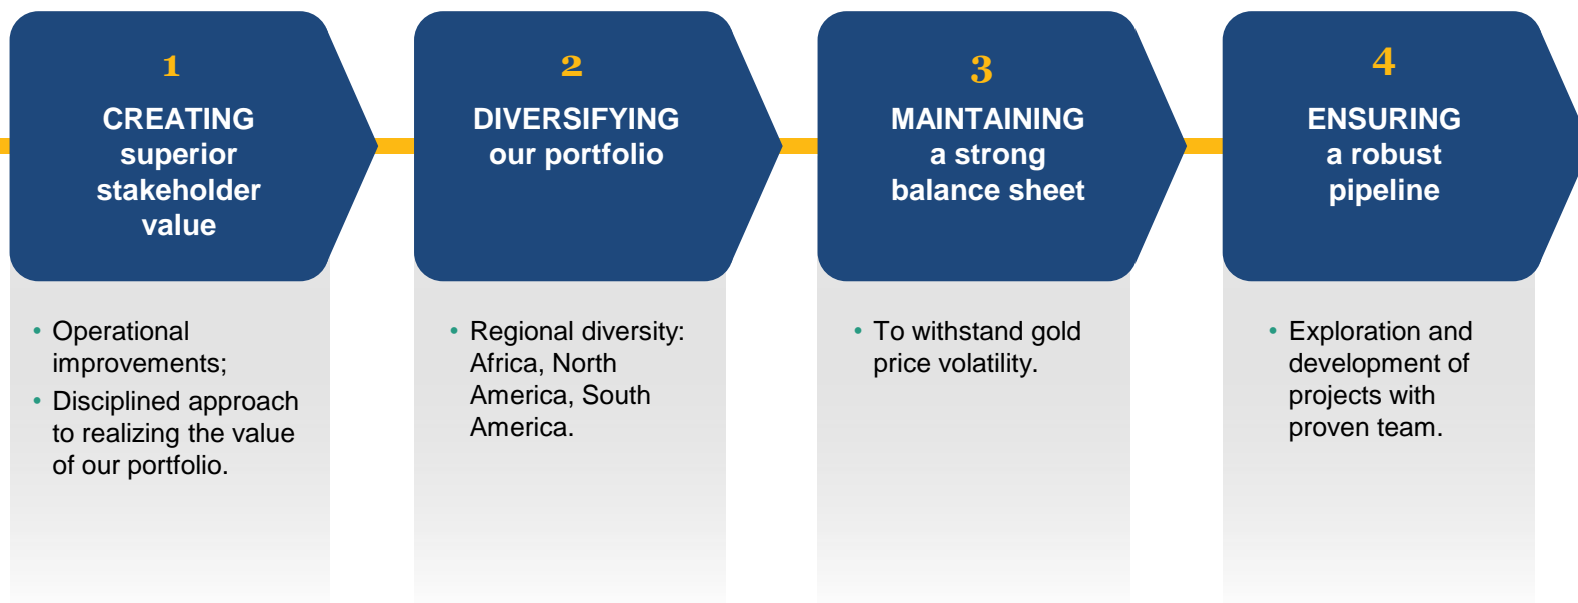 1
CREATING
superior
stakeholder
value
• Operational
improvements;
• Disciplined approach
to realizing the value
of our portfolio.
2
DIVERSIFYING
our portfolio
• Regional diversity:
Africa, North
America, South
America.
3
MAINTAINING
a strong
balance sheet
• To withstand gold
price volatility.
4
ENSURING
a robust
pipeline
• Exploration and
development of
projects with
proven team.